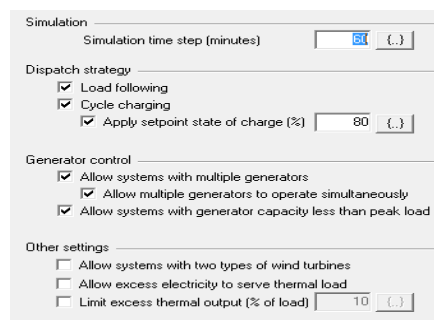 Simulation
Simulation time step (minutes) 60 {..}
Dispatch strategy
Load following
Cycle charging
Apply setpoint state of charge (%) 80 {..}
Generator control
Allow systems with multiple generators
Allow multiple generators to operate simultaneously
Allow systems with generator capacity less than peak load
Other settings
Allow systems with two types of wind turbines
Allow excess electricity to serve thermal load
Limit excess thermal output (% of load) 10 {..}